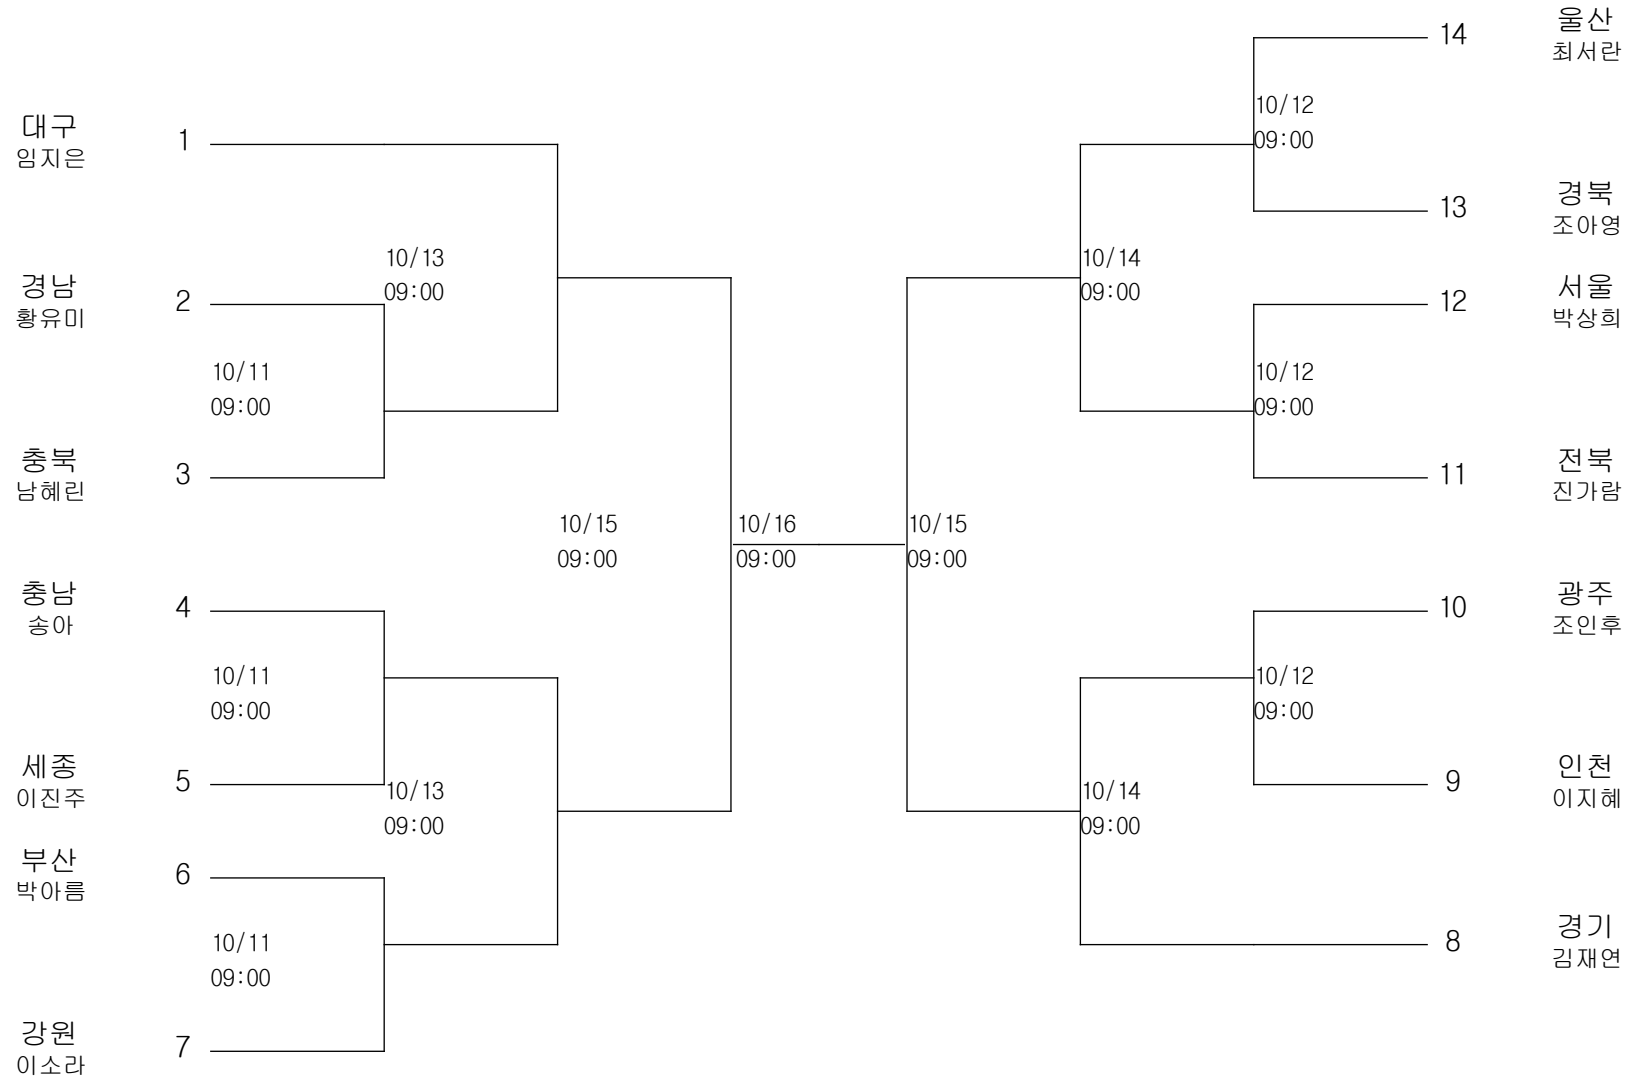 울산
14
최서란
10/12
09:00
대구
1
임지은
경북
13
조아영
10/13
09:00
10/14
09:00
경남
2
황유미
서울
12
박상희
10/11
09:00
10/12
09:00
충북
3
남혜린
전북
11
진가람
10/15
09:00
10/16
09:00
10/15
09:00
충남
4
송아
광주
10
조인후
10/11
09:00
10/12
09:00
세종
5
이진주
인천
9
이지혜
10/13
09:00
10/14
09:00
부산
6
박아름
10/11
09:00
경기
8
김재연
강원
7
이소라